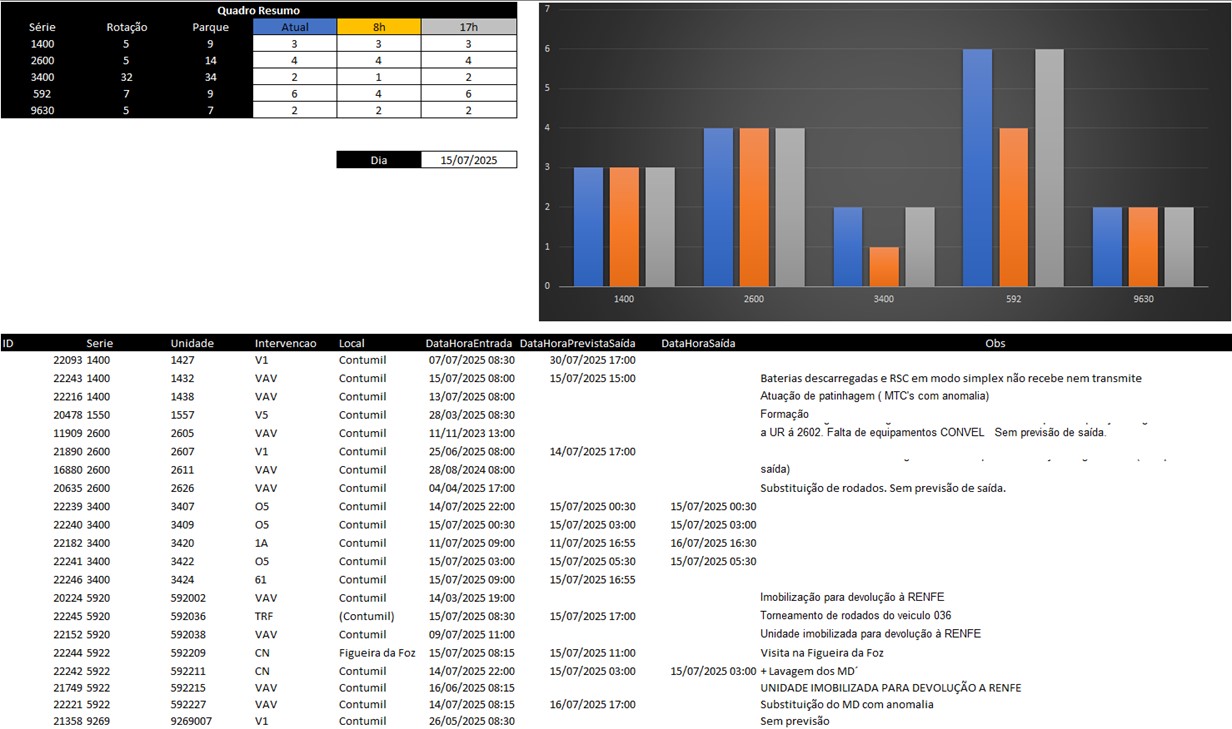 Quadro Resumo
Série Rotação Parque Atual 8h 17h
1400 5 9 3 3 3
2600 5 14 4 4 4
3400 32 34 2 1 2
592 7 9 6 4 6
9630 5 7 2 2 2
Dia 15/07/2025
7
6
5
4
3
2
1
0
1400 2600 3400 592 9630
ID Serie Unidade Intervencao Local DataHoraEntrada DataHoraPrevistaSaída DataHoraSaída Obs
22093 1400 1427 V1 Contumil 07/07/2025 08:30 30/07/2025 17:00
22243 1400 1432 VAV Contumil 15/07/2025 08:00 15/07/2025 15:00 Baterias descarregadas e RSC em modo simplex não recebe nem transmite
22216 1400 1438 VAV Contumil 13/07/2025 08:00 Atuação de patinhagem ( MTC's com anomalia)
20478 1550 1557 V5 Contumil 28/03/2025 08:30 Formação
11909 2600 2605 VAV Contumil 11/11/2023 13:00 a UR á 2602. Falta de equipamentos CONVEL Sem previsão de saída.
21890 2600 2607 V1 Contumil 25/06/2025 08:00 14/07/2025 17:00
16880 2600 2611 VAV Contumil 28/08/2024 08:00 saída)
20635 2600 2626 VAV Contumil 04/04/2025 17:00 Substituição de rodados. Sem previsão de saída.
22239 3400 3407 O5 Contumil 14/07/2025 22:00 15/07/2025 00:30 15/07/2025 00:30
22240 3400 3409 O5 Contumil 15/07/2025 00:30 15/07/2025 03:00 15/07/2025 03:00
22182 3400 3420 1A Contumil 11/07/2025 09:00 11/07/2025 16:55 16/07/2025 16:30
22241 3400 3422 O5 Contumil 15/07/2025 03:00 15/07/2025 05:30 15/07/2025 05:30
22246 3400 3424 61 Contumil 15/07/2025 09:00 15/07/2025 16:55
20224 5920 592002 VAV Contumil 14/03/2025 19:00 Imobilização para devolução à RENFE
22245 5920 592036 TRF (Contumil) 15/07/2025 08:30 15/07/2025 17:00 Torneamento de rodados do veiculo 036
22152 5920 592038 VAV Contumil 09/07/2025 11:00 Unidade imobilizada para devolução à RENFE
22244 5922 592209 CN Figueira da Foz 15/07/2025 08:15 15/07/2025 11:00 Visita na Figueira da Foz
22242 5922 592211 CN Contumil 14/07/2025 22:00 15/07/2025 03:00 15/07/2025 03:00 + Lavagem dos MD´
21749 5922 592215 VAV Contumil 16/06/2025 08:15 UNIDADE IMOBILIZADA PARA DEVOLUÇÃO A RENFE
22221 5922 592227 VAV Contumil 14/07/2025 08:15 16/07/2025 17:00 Substituição do MD com anomalia
21358 9269 9269007 V1 Contumil 26/05/2025 08:30 Sem previsão